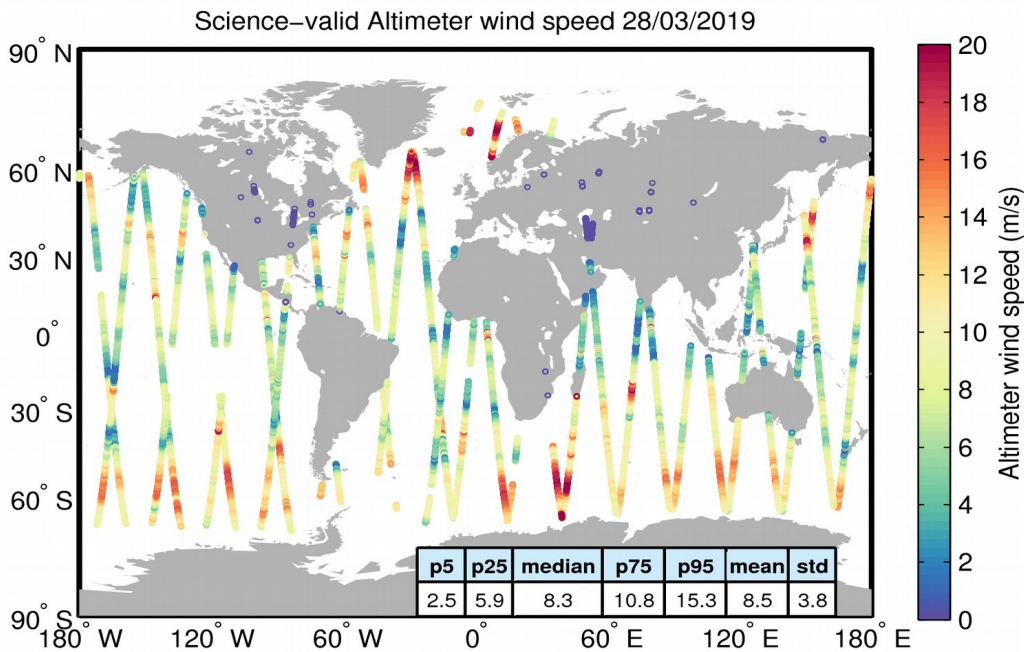 Science−valid Altimeter wind speed 28/03/2019
90° N
60° N
30° N
0°
30° S
60° S
90° S
180° W
120° W
60° W
0°
60° E
120° E
180° E
p5 p25 median p75 p95 mean std
2.5 5.9 8.3 10.8 15.3 8.5 3.8
20
18
16
14
12
10
8
6
4
2
0
Altimeter wind speed (m/s)